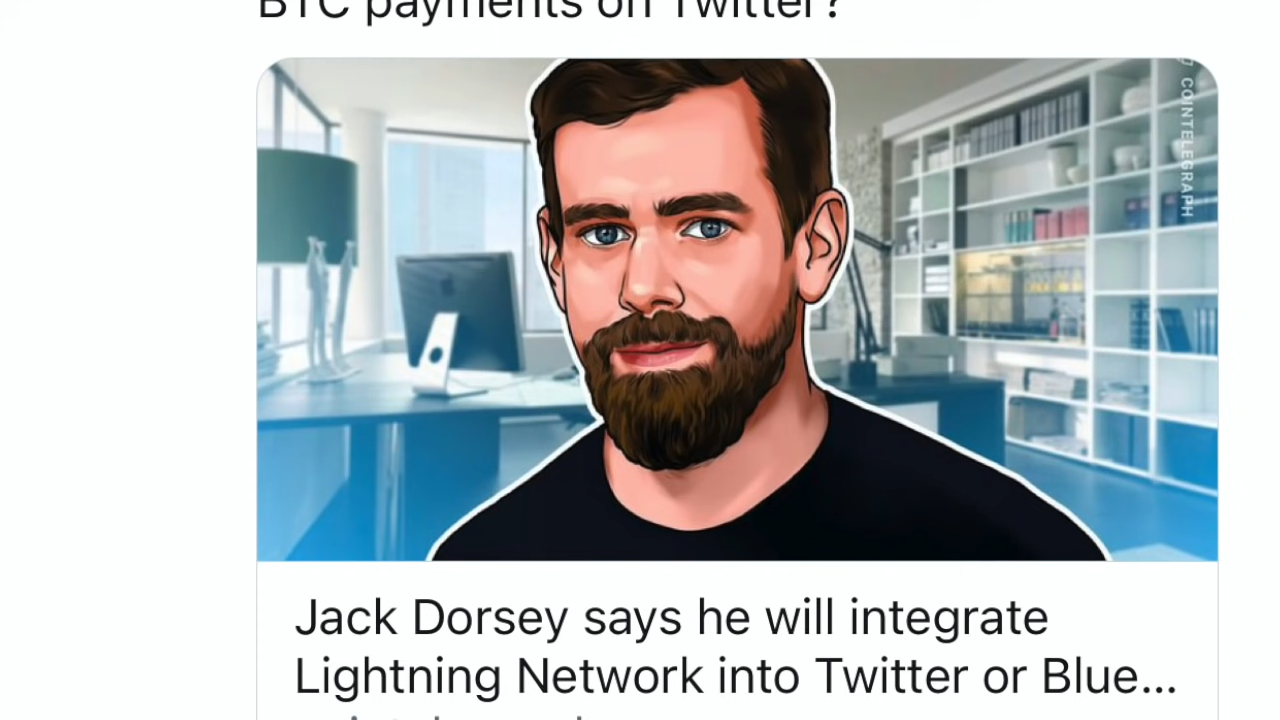 BTC payments on Twitter?
COINTELEGRAPH
Jack Dorsey says he will integrate
Lightning Network into Twitter or Blue...